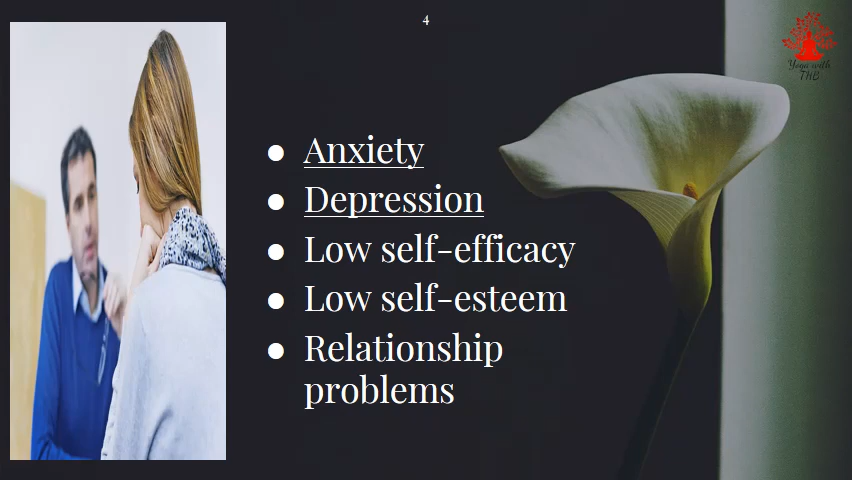 4
Yoga with
THB
● Anxiety
● Depression
● Low self-efficacy
● Low self-esteem
● Relationship
problems